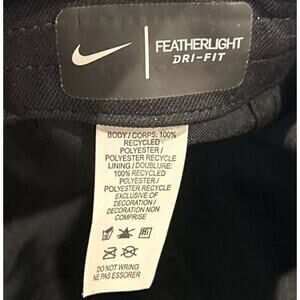 FEATHERLIGHT
DRI-FIT
BODY / CORPS: 100%
RECYCLED
POLYESTER /
POLYESTER RECYCLE
LINING / DOUBLURE:
100% RECYCLED
POLYESTER /
POLYESTER RECYCLE
EXCLUSIVE OF
DECORATION /
DECORATION NON
COMPRISE
DO NOT WRING
NE PAS ESSORER